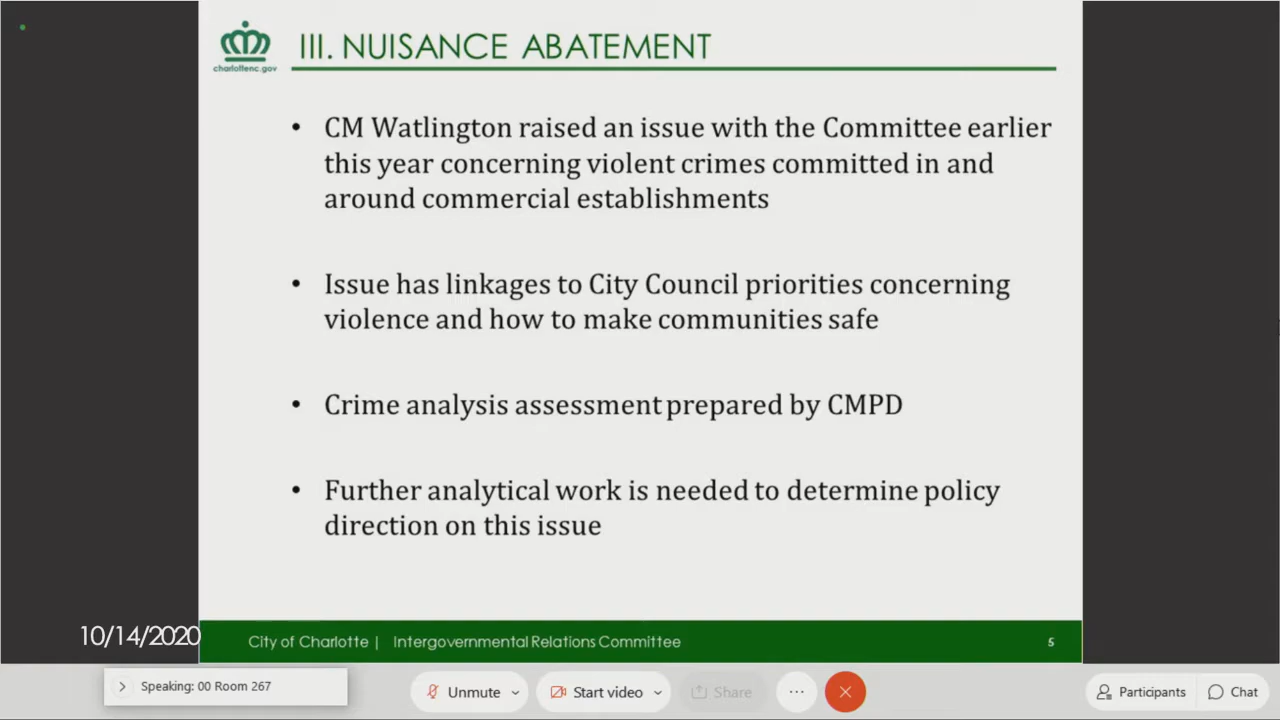 charlottenc.gov
III. NUISANCE ABATEMENT
• CM Watlington raised an issue with the Committee earlier
this year concerning violent crimes committed in and
around commercial establishments
• Issue has linkages to City Council priorities concerning
violence and how to make communities safe
• Crime analysis assessment prepared by CMPD
• Further analytical work is needed to determine policy
direction on this issue
10/14/2020
City of Charlotte | Intergovernmental Relations Committee 5
Speaking: 00 Room 267
Unmute Start video Share Participants Chat